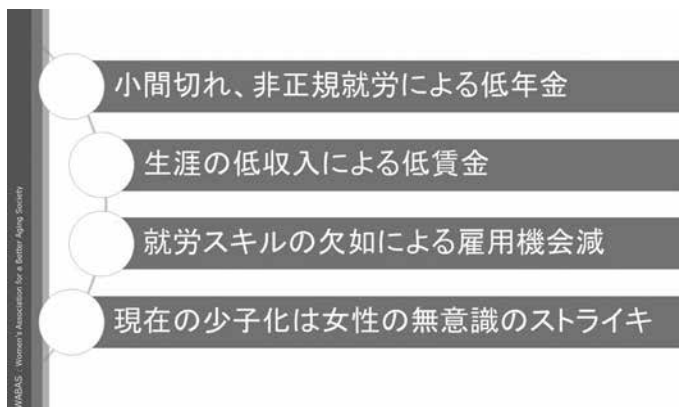 小間切れ、非正規就労による低年金
生涯の低収入による低賃金
就労スキルの欠如による雇用機会減
現在の少子化は女性の無意識のストライキ
WABAS : Women's Association for a Better Aging Society